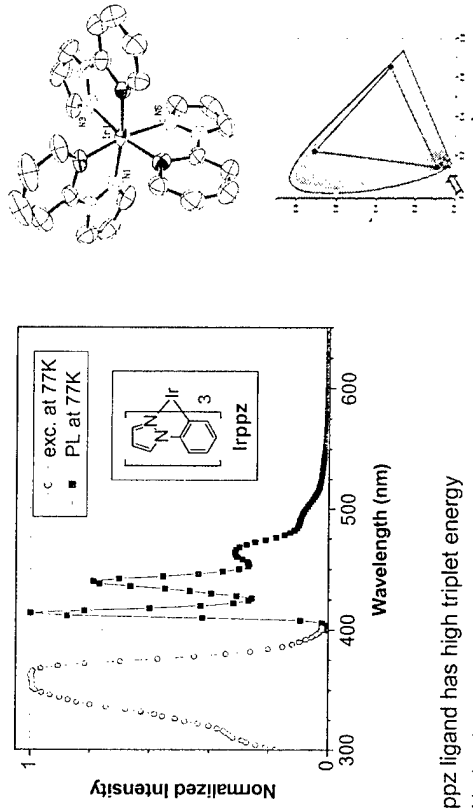 exc. at 77K
PL at 77K
N
N
Ir
3
Irppz
Normalized Intensity
1
0
300
400
500
600
Wavelength (nm)
N3
Ir1
N5
N1
ppz ligand has high triplet energy